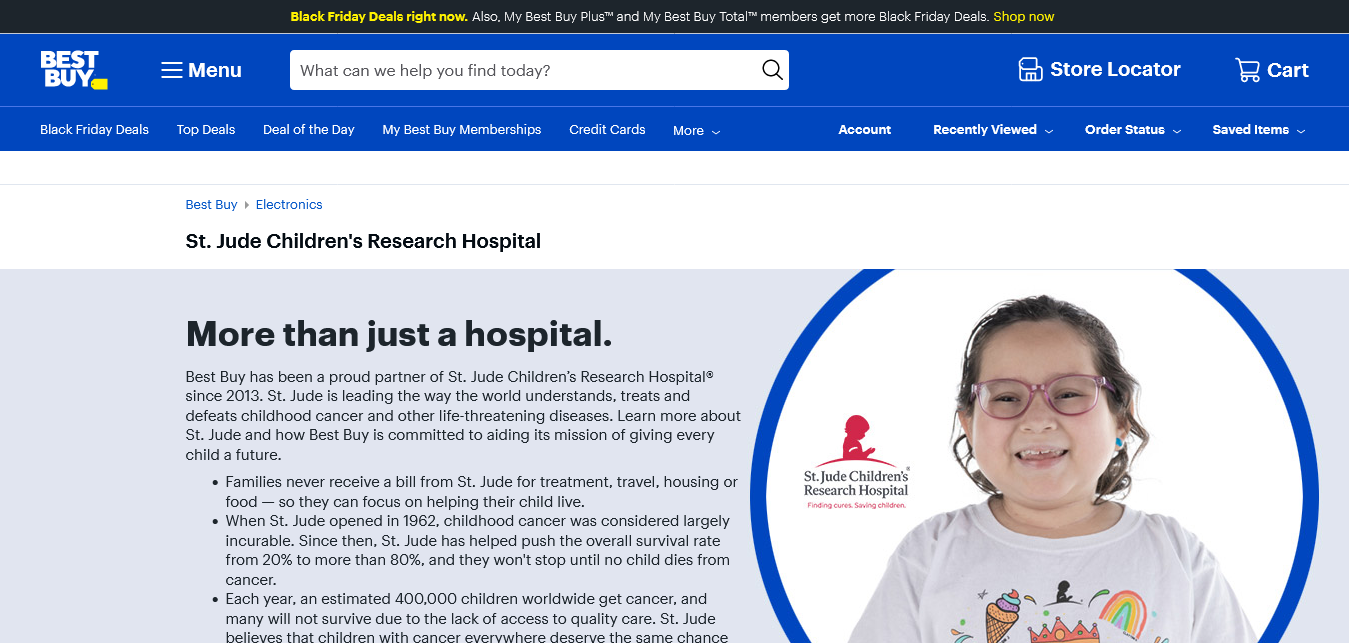 Black Friday Deals right now. Also, My Best Buy Plus™ and My Best Buy Total™ members get more Black Friday Deals. Shop now
BEST
BUY
Menu
What can we help you find today?
Store Locator
Cart
Black Friday Deals
Top Deals
Deal of the Day
My Best Buy Memberships
Credit Cards
More
Account
Recently Viewed
Order Status
Saved Items
Best Buy
Electronics
St. Jude Children's Research Hospital
More than just a hospital.
Best Buy has been a proud partner of St. Jude Children’s Research Hospital®
since 2013. St. Jude is leading the way the world understands, treats and
defeats childhood cancer and other life-threatening diseases. Learn more about
St. Jude and how Best Buy is committed to aiding its mission of giving every
child a future.
• Families never receive a bill from St. Jude for treatment, travel, housing or
food — so they can focus on helping their child live.
• When St. Jude opened in 1962, childhood cancer was considered largely
incurable. Since then, St. Jude has helped push the overall survival rate
from 20% to more than 80%, and they won't stop until no child dies from
cancer.
• Each year, an estimated 400,000 children worldwide get cancer, and
many will not survive due to the lack of access to quality care. St. Jude
believes that children with cancer everywhere deserve the same chance
St. Jude Children's®
Research Hospital
Finding cures. Saving children.